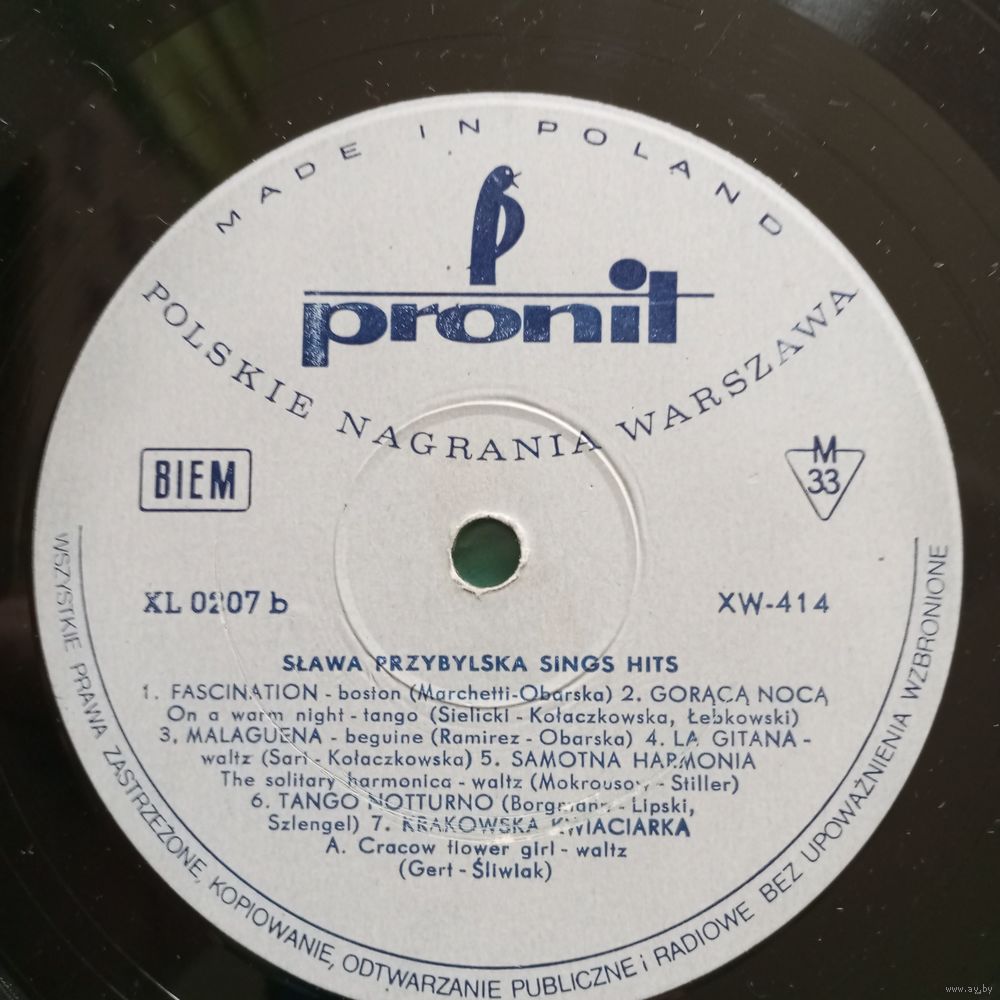 MADE IN POLAND
pronit
POLSKIE NAGRANIA WARSZAWA
BIEM
M
33
XL 0207 b
XW-414
SŁAWA PRZYBYLSKA SINGS HITS
1. FASCINATION - boston (Marchetti-Obarska) 2. GORĄCĄ NOCĄ
On a warm night - tango (Sielicki - Kołaczkowska, Łebkowski)
3. MALAGUENA - beguine (Ramirez - Obarska) 4. LA GITANA -
waltz (Sari - Kołaczkowska) 5. SAMOTNA HARMONIA
The solitary harmonica - waltz (Mokrousow - Stiller)
6. TANGO NOTTURNO (Borgmann - Lipski,
Szlengel) 7. KRAKOWSKA KWIACIARKA
A. Cracow flower girl - waltz
(Gert - Śliwiak)
WSZYSTKIE PRAWA ZASTRZEŻONE, KOPIOWANIE, ODTWARZANIE PUBLICZNE i RADIOWE BEZ UPOWAŻNIENIA WZBRONIONE
www.ay.by